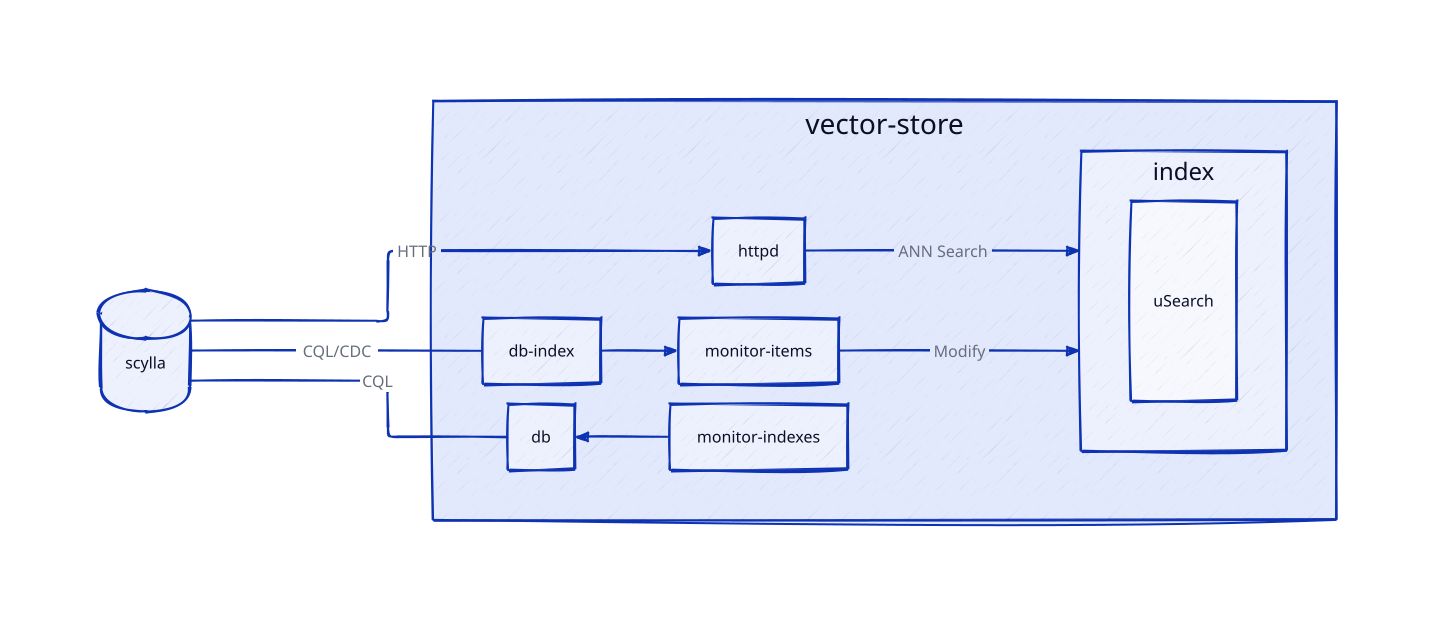 vector-store
index
HTTP
httpd
ANN Search
uSearch
scylla
CQL/CDC
db-index
monitor-items
Modify
CQL
db
monitor-indexes